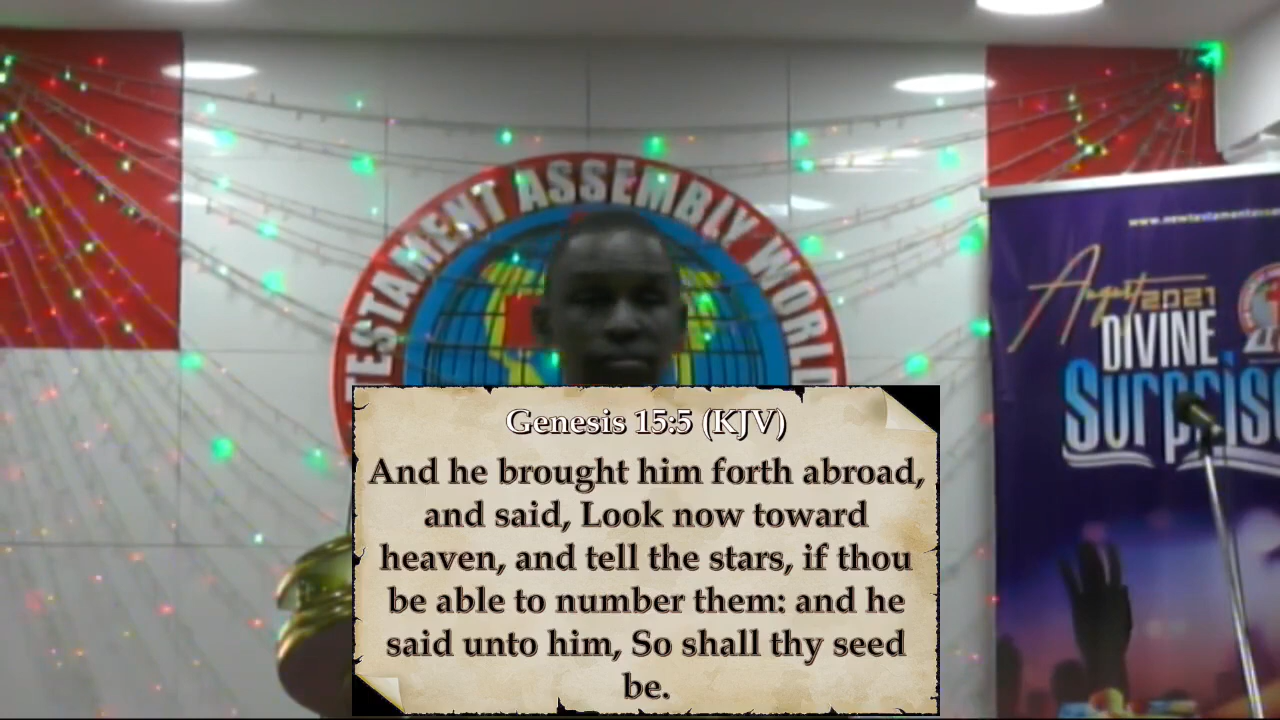 TESTAMENT ASSEMBLY WORLD
www.newtestamentass
August 2021
DIVINE
Surprise
Genesis 15:5 (KJV)
And he brought him forth abroad,
and said, Look now toward
heaven, and tell the stars, if thou
be able to number them: and he
said unto him, So shall thy seed
be.